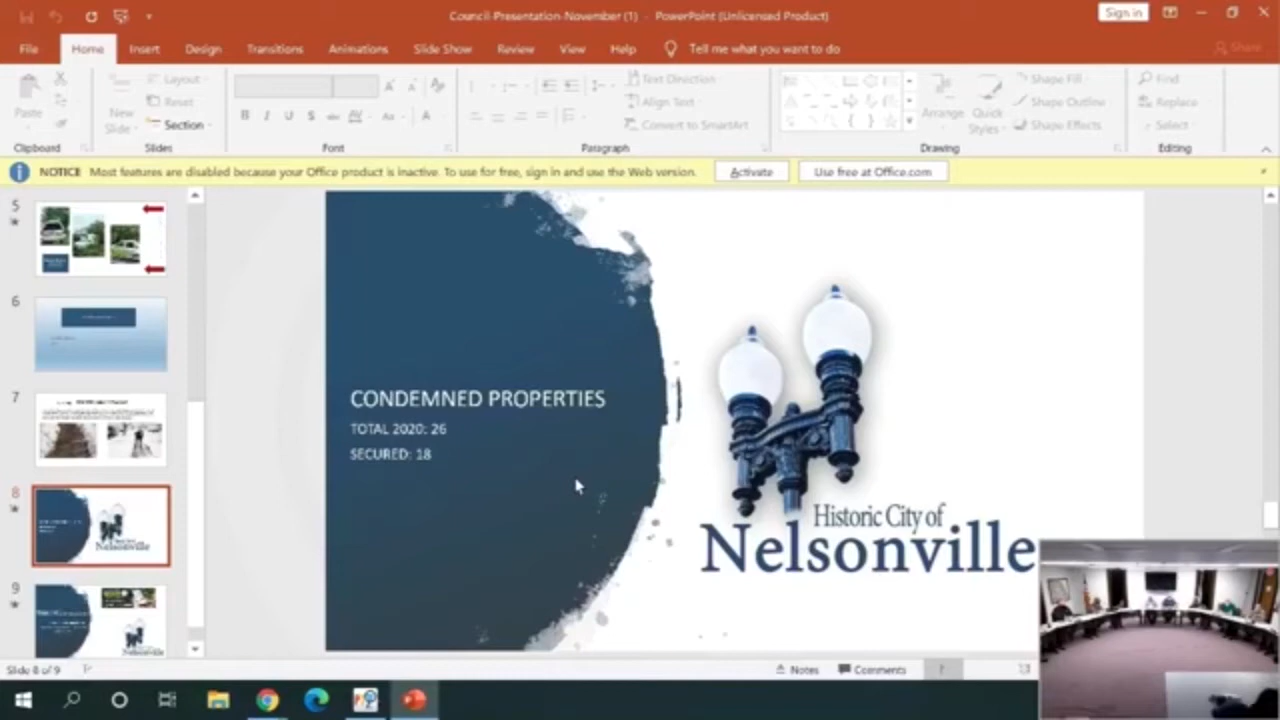 Council-Presentation-November (1) - PowerPoint (Unlicensed Product)
Sign in
File Home Insert Design Transitions Animations Slide Show Review View Help Tell me what you want to do Share
Paste
New Slide
Layout
Reset
Section
Text Direction
Align Text
Convert to SmartArt
Arrange
Quick Styles
Shape Fill
Shape Outline
Shape Effects
Find
Replace
Select
Clipboard Slides Font Paragraph Drawing Editing
NOTICE Most features are disabled because your Office product is inactive. To use for free, sign in and use the Web version. Activate Use free at Office.com
5
6
7
8
9
CONDEMNED PROPERTIES
TOTAL 2020: 26
SECURED: 18
Historic City of
Nelsonville
Slide 8 of 9
Notes Comments